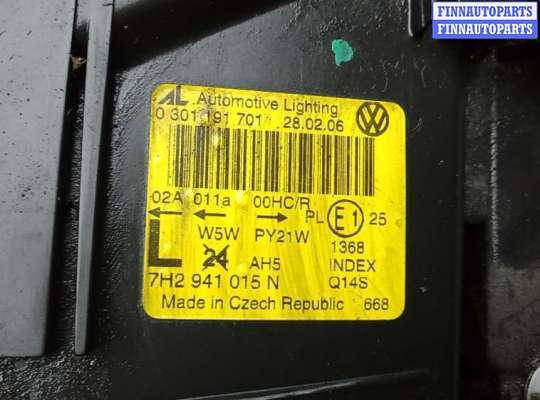 FINNAUTOPARTS
FINNAUTOPARTS
AL Automotive Lighting
0 301 191 701 28.02.06
02A 011a 00HC/R
PL E1 25
W5W PY21W 1368
L 24 AH5 INDEX
7H2 941 015 N Q14S
Made in Czech Republic 668